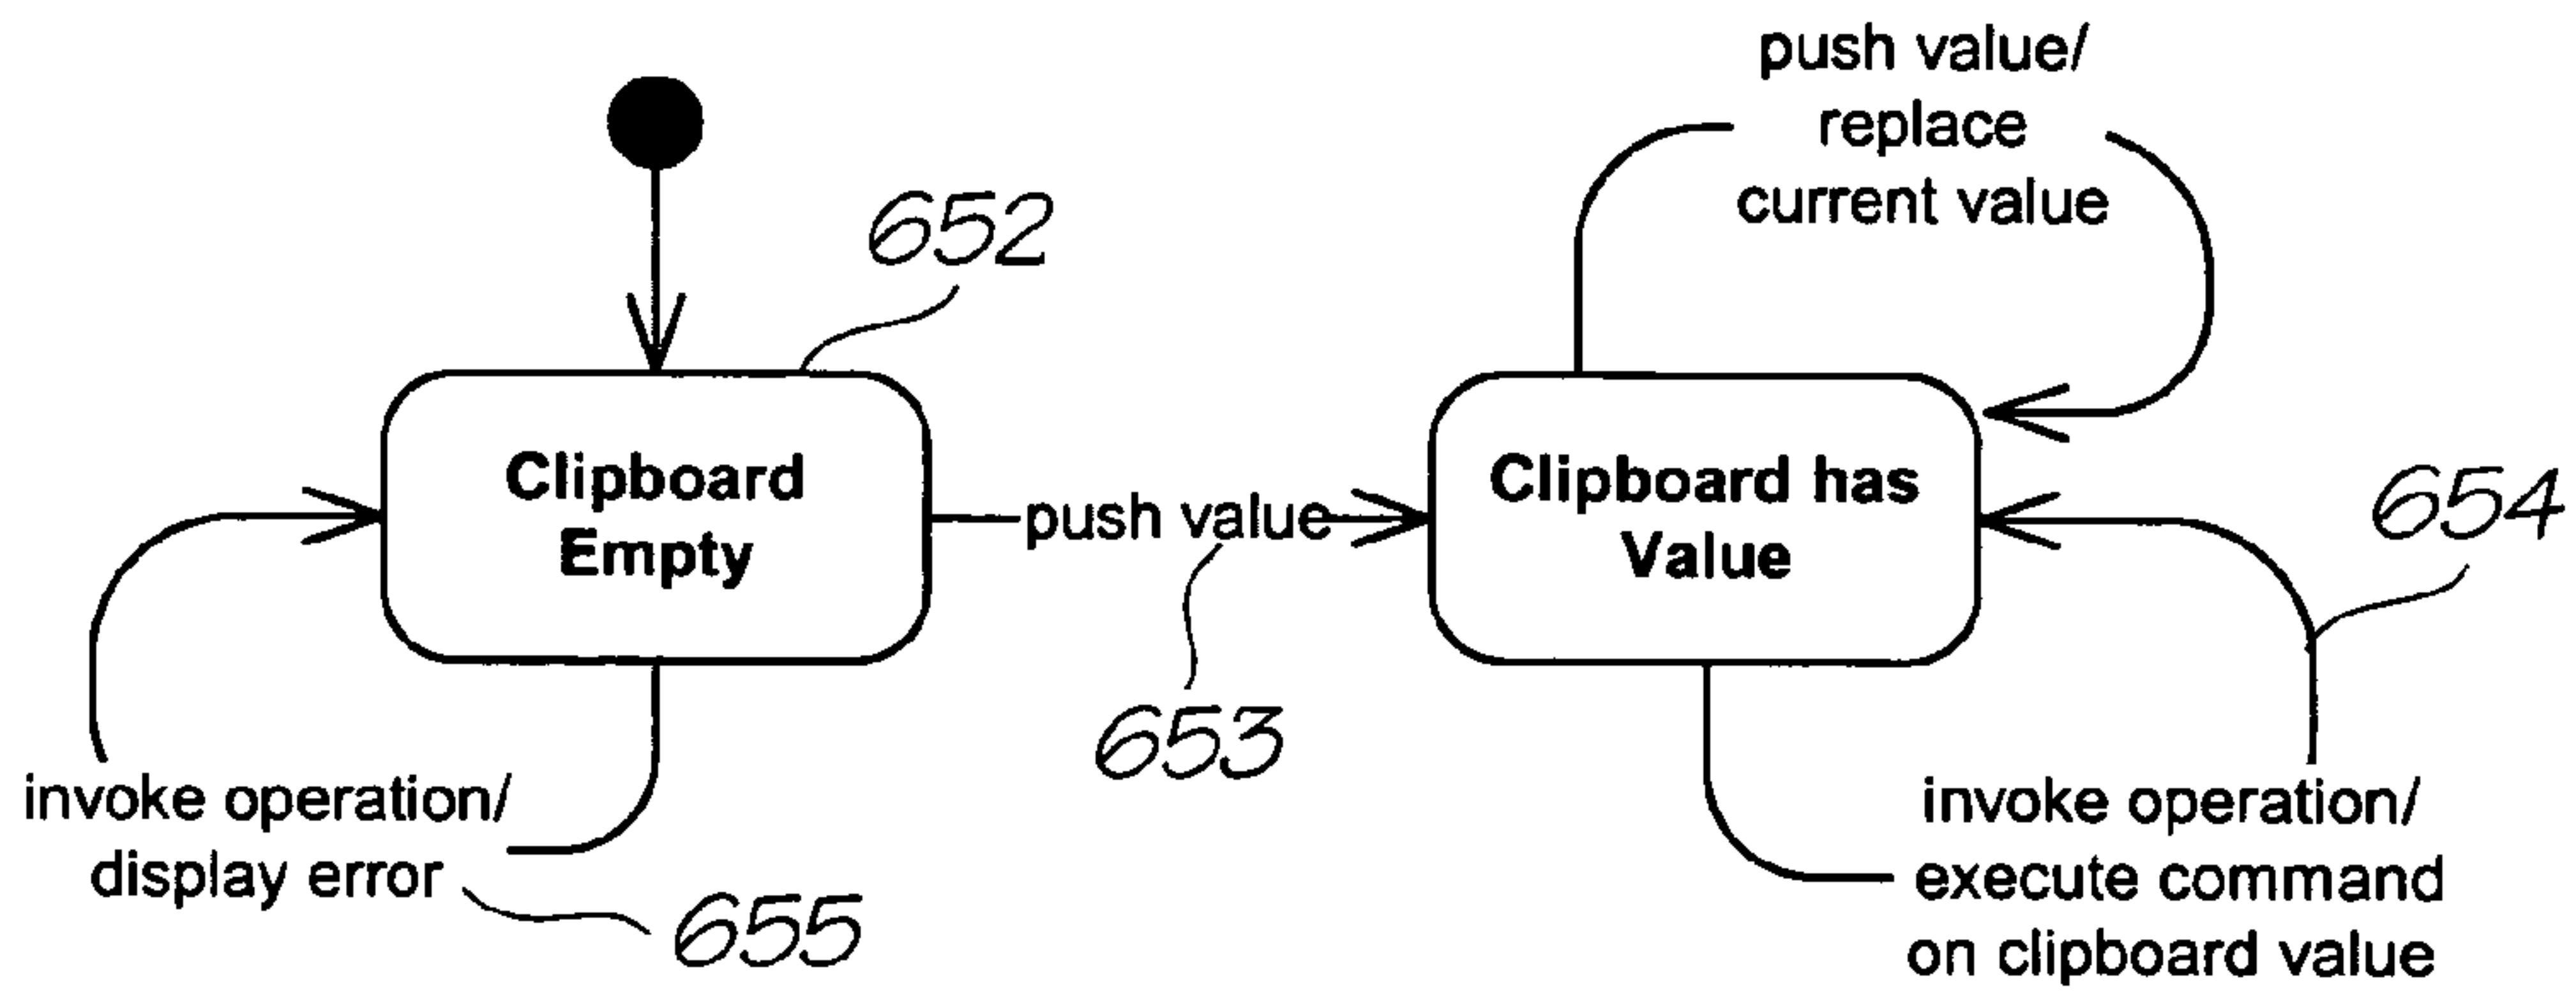 push value/
replace
current value
652
Clipboard
Empty
push value
Clipboard has
Value
654
653
invoke operation/
display error
655
invoke operation/
execute command
on clipboard value